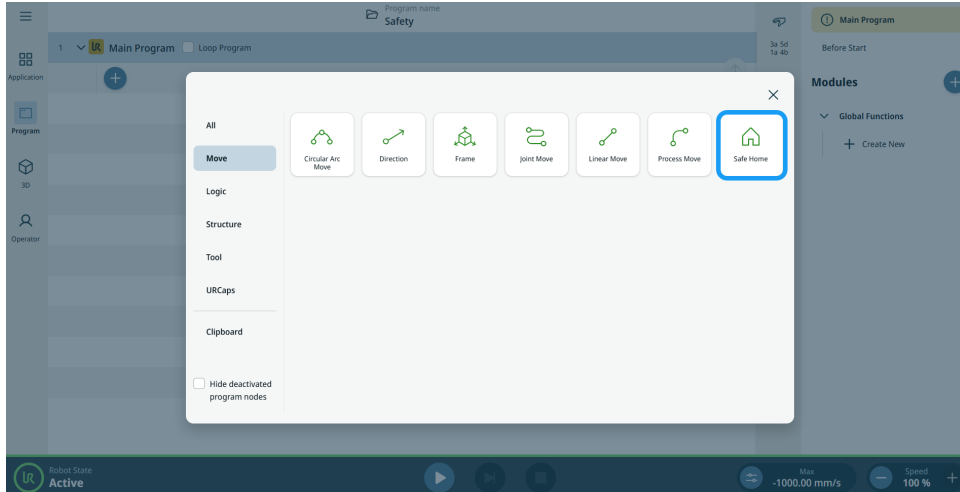 Program name
Safety
1 Main Program Loop Program
Application
Program
3D
Operator
All
Move
Logic
Structure
Tool
URCaps
Clipboard
Hide deactivated
program nodes
Circular Arc
Move
Direction
Frame
Joint Move
Linear Move
Process Move
Safe Home
3a 5d
1a 4b
Main Program
Before Start
Modules
Global Functions
Create New
Robot State
Active
Max
-1000.00 mm/s
Speed
100 %